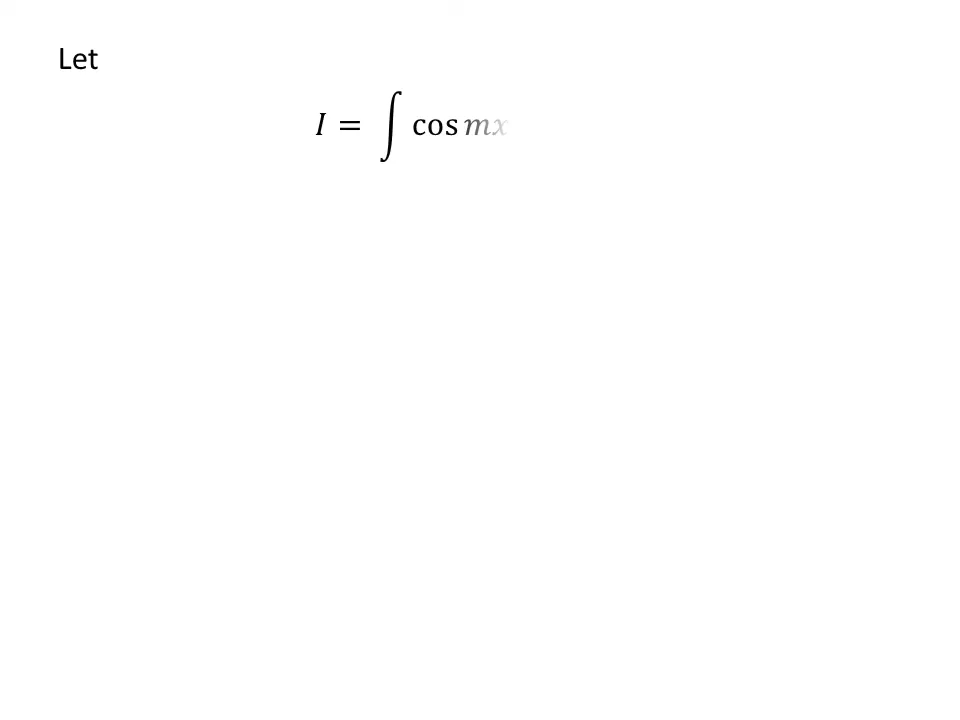 Let
I = ∫ cos mx